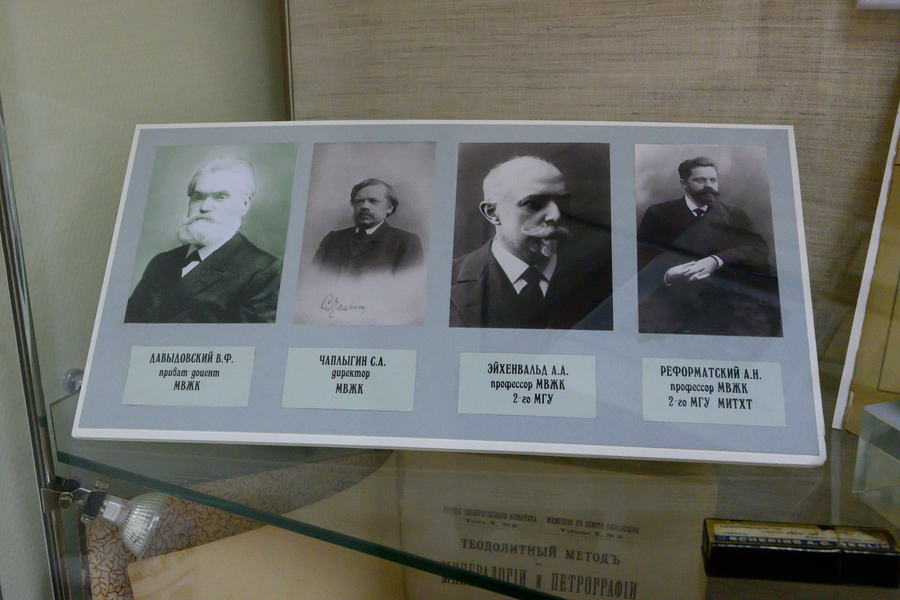 ДАВЫДОВСКИЙ В.Ф.
приват доцент
МВЖК
ЧАПЛЫГИН С.А.
директор
МВЖК
ЭЙХЕНВАЛЬД А.А.
профессор МВЖК
2-го МГУ
РЕФОРМАТСКИЙ А.Н.
профессор МВЖК
2-го МГУ МИТХТ
ТЕОДОЛИТНЫЙ МЕТОДЪ
МИНЕРАЛОГІИ и ПЕТРОГРАФІИ